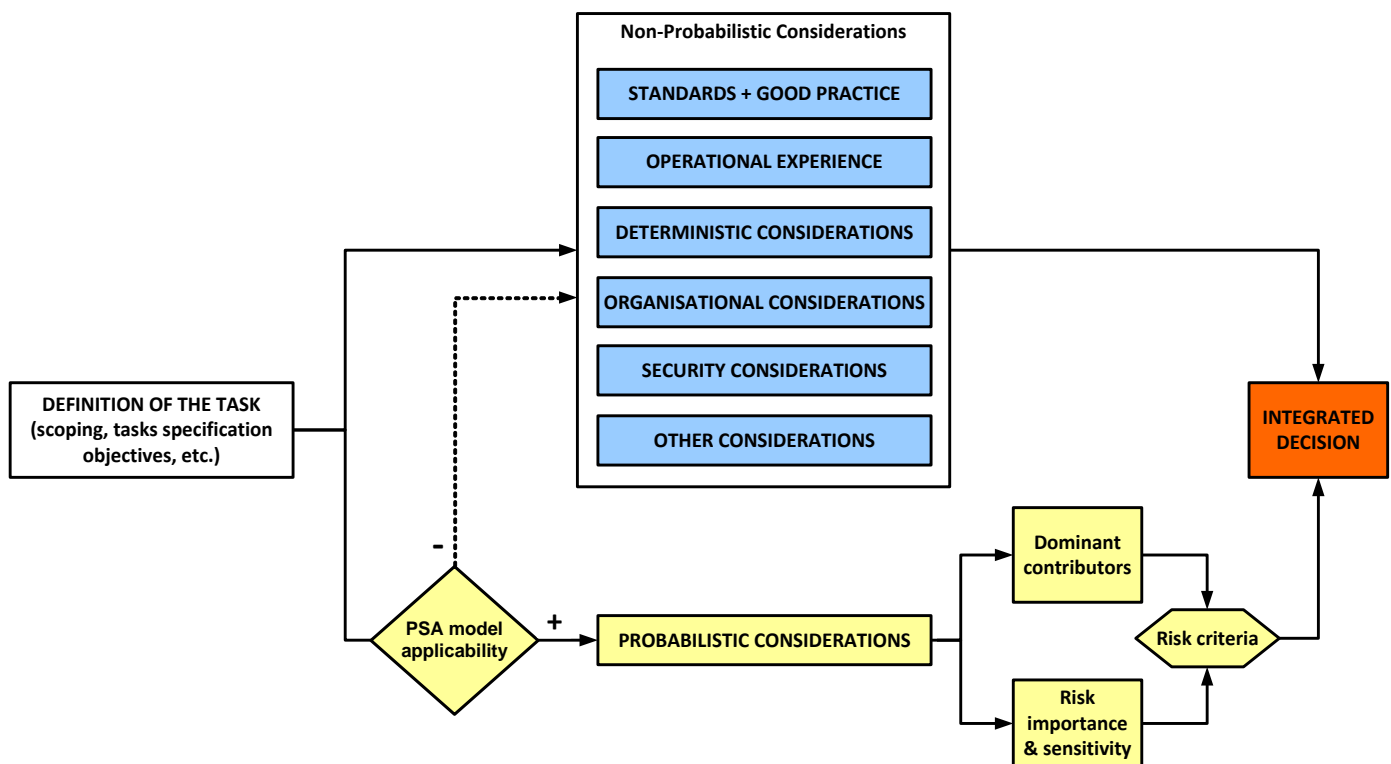 Non-Probabilistic Considerations
STANDARDS + GOOD PRACTICE
OPERATIONAL EXPERIENCE
DETERMINISTIC CONSIDERATIONS
ORGANISATIONAL CONSIDERATIONS
SECURITY CONSIDERATIONS
OTHER CONSIDERATIONS
DEFINITION OF THE TASK
(scoping, tasks specification
objectives, etc.)
-
PSA model
applicability
+
PROBABILISTIC CONSIDERATIONS
Dominant
contributors
Risk
importance
& sensitivity
Risk criteria
INTEGRATED
DECISION